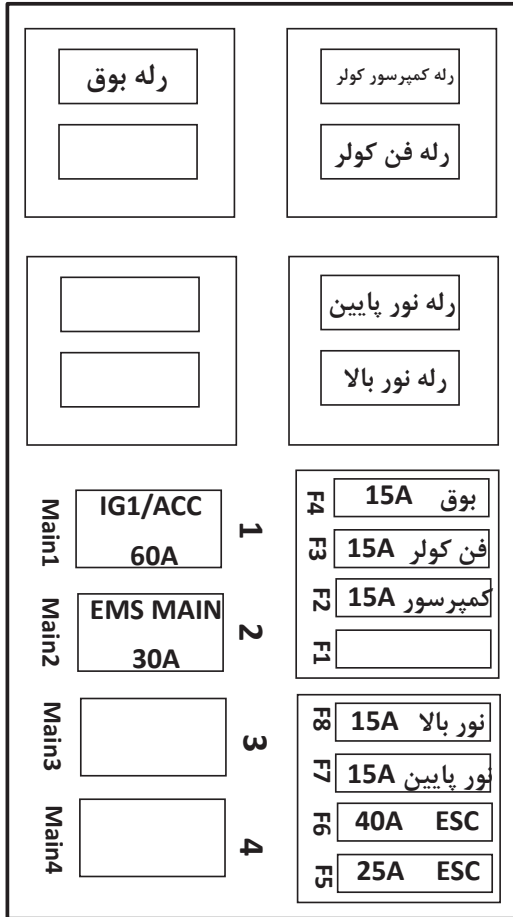 رله بوق
رله کمپرسور کولر
رله فن کولر
رله نور پایین
رله نور بالا
Main1
IG1/ACC
60A
1
Main2
EMS MAIN
30A
2
Main3
3
Main4
4
F4
15A بوق
F3
15A فن کولر
F2
15A کمپرسور
F1
F8
15A نور بالا
F7
15A نور پایین
F6
40A ESC
F5
25A ESC